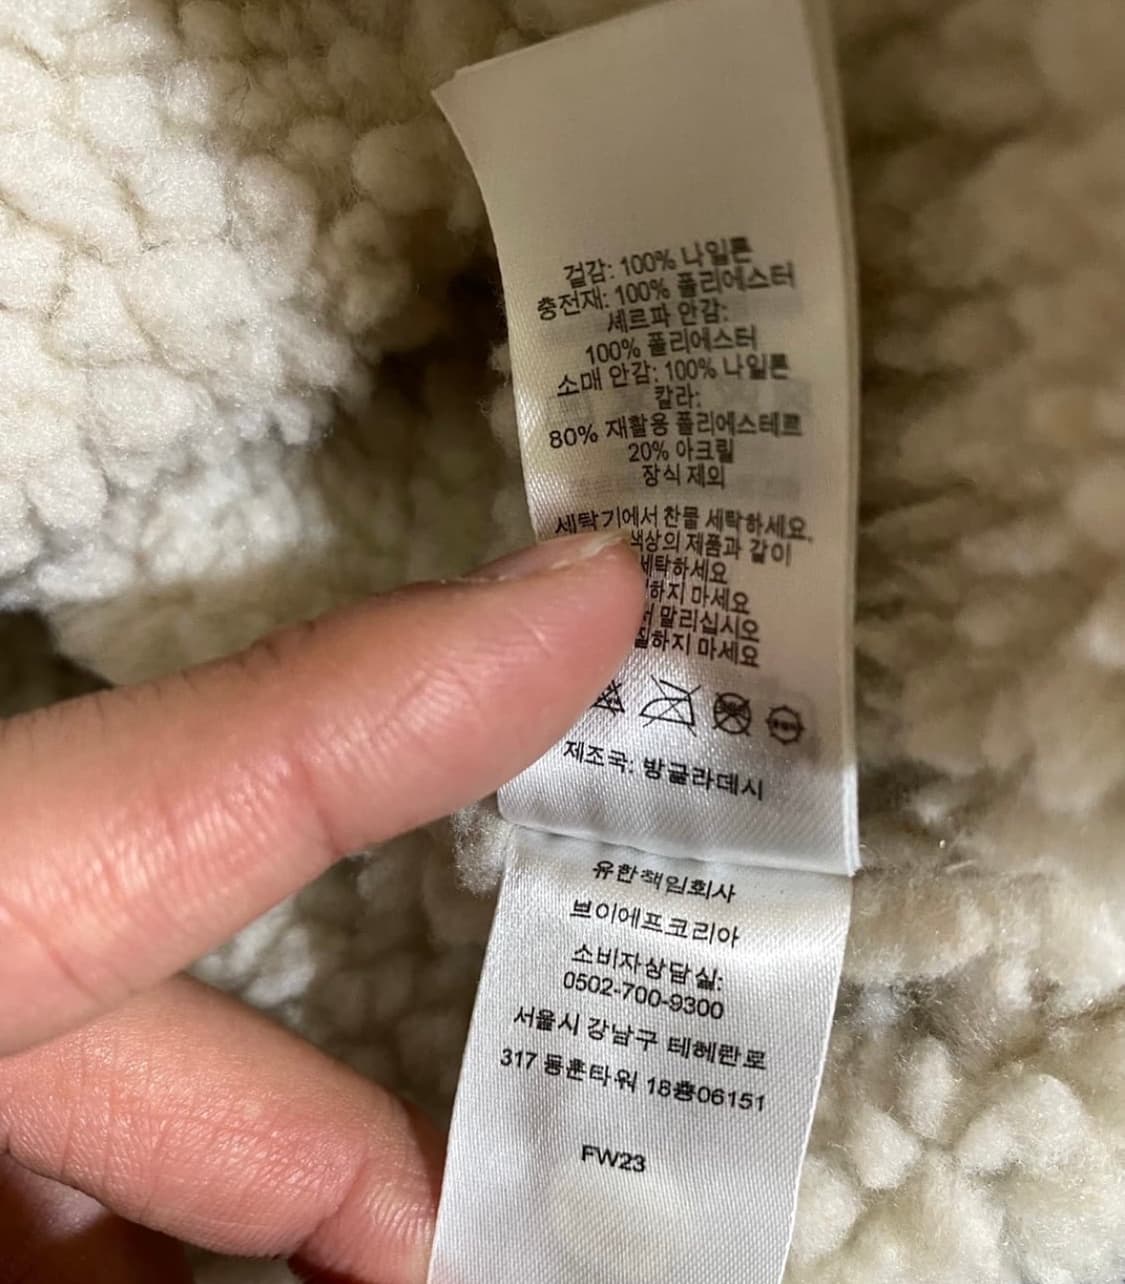 겉감: 100% 나일론
충전재: 100% 폴리에스터
셰르파 안감:
100% 폴리에스터
소매 안감: 100% 나일론
칼라:
80% 재활용 폴리에스테르
20% 아크릴
장식 제외
세탁기에서 찬물 세탁하세요.
색상의 제품과 같이
세탁하세요
하지 마세요
말리십시오
하지 마세요
제조국: 방글라데시
유한책임회사
브이에프코리아
소비자상담실:
0502-700-9300
서울시 강남구 테헤란로
317 동훈타워 18층06151
FW23